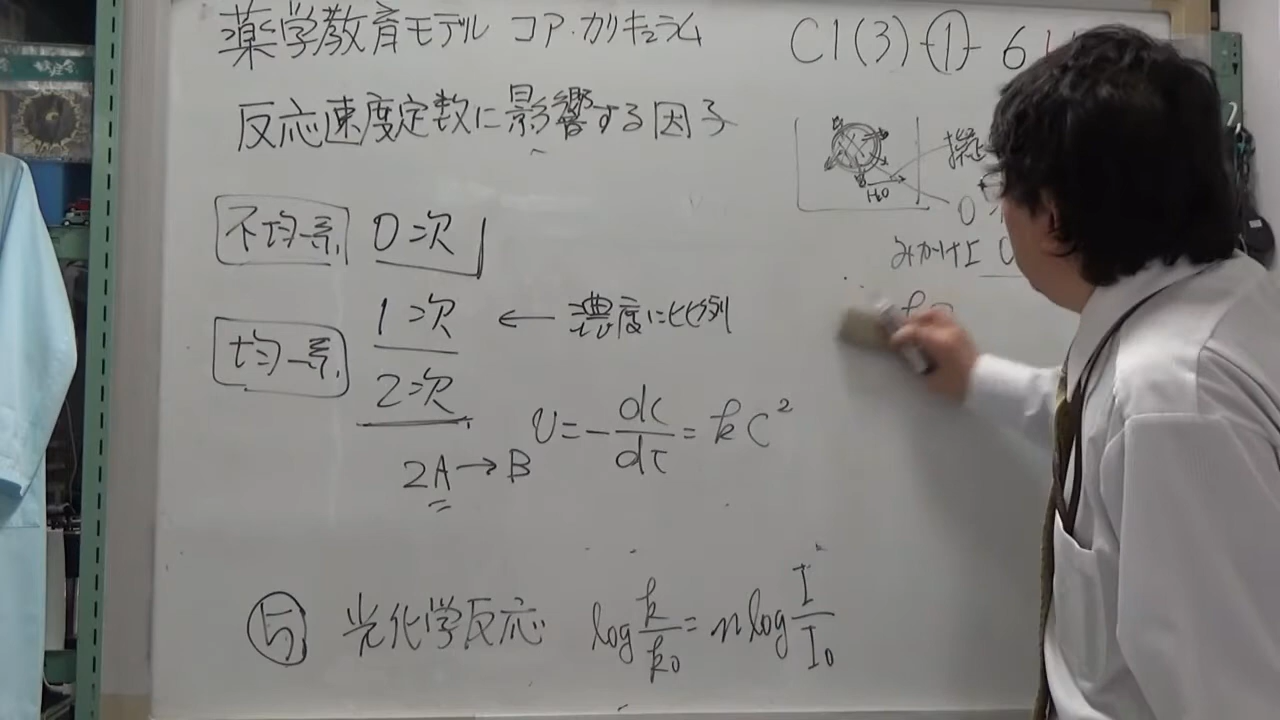 薬学教育モデル コア・カリキュラム
C1(3)-①-6
反応速度定数に影響する因子
H₂O
不均一系 0次
みかけ上
均一系 1次 ← 濃度に比例
2次
v=-dC/dt=kC²
2A→B
⑤ 光化学反応 log k/k₀=n log I/I₀